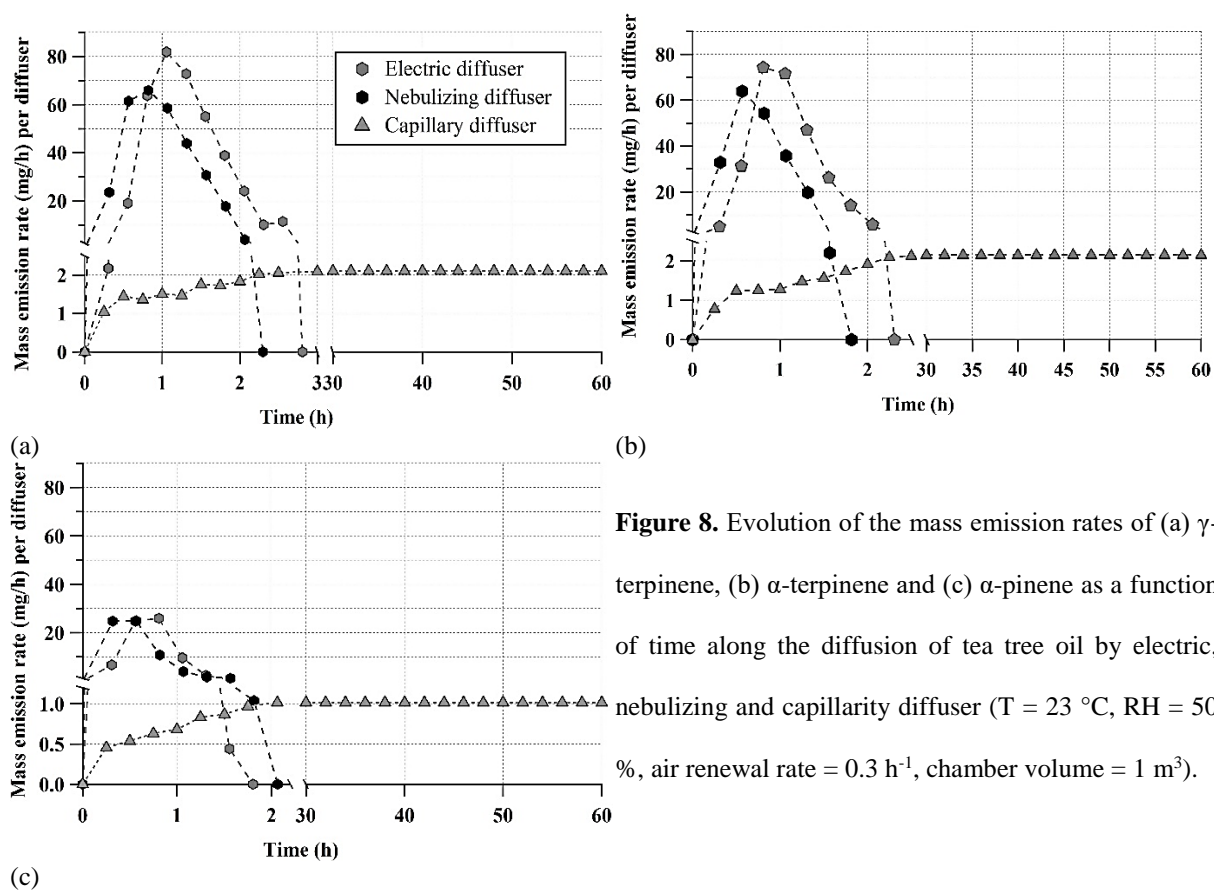 Mass emission rate (mg/h) per diffuser
80
60
40
20
2
1
0
Electric diffuser
Nebulizing diffuser
Capillary diffuser
0 1 2 330 40 50 60
Time (h)
(a)
Mass emission rate (mg/h) per diffuser
80
60
40
20
2
1
0
0 1 2 30 35 40 45 50 55 60
Time (h)
(b)
Mass emission rate (mg/h) per diffuser
80
60
40
20
1.0
0.5
0.0
0 1 2 30 40 50 60
Time (h)
(c)
Figure 8. Evolution of the mass emission rates of (a) γ-
terpinene, (b) α-terpinene and (c) α-pinene as a function
of time along the diffusion of tea tree oil by electric,
nebulizing and capillarity diffuser (T = 23 °C, RH = 50
%, air renewal rate = 0.3 h⁻¹, chamber volume = 1 m³).